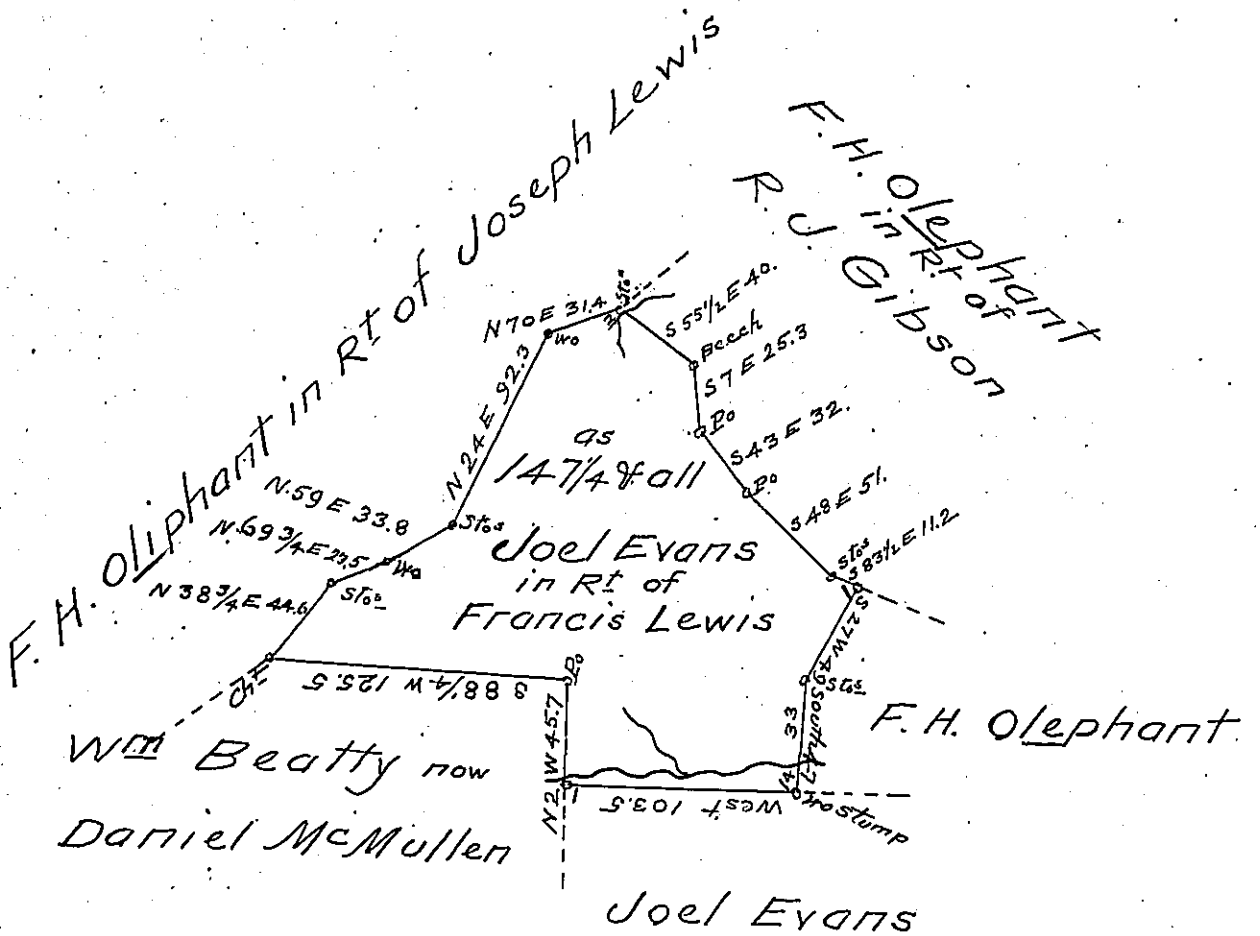 F. H. Oliphant in Rt of Joseph Lewis
F. H. Olephant
in Rt of
R. J. Gibson
N 70 E 31.4
Stos
S 55 1/2 E 40.
Wo
Beech
S 7 E 25.3
N 24 E 92.3
Po
as
147 1/4 & all
S 43 E 32.
Po
N. 59 E 33.8
Stos
S 48 E 51.
N. 69 3/4 E
Wo
Joel Evans
in Rt of
Francis Lewis
Stos
S 83 1/2 E 11.2
N 38 3/4 E 44.6
Stos
S 27 W 49
Cht
S 88 1/4 W 125.5
Po
Stos
F. H. Olephant.
Wm Beatty now
Daniel McMullen
N 2 W 45.7
33
South 47
14
West 103.5
Wo Stump
Joel Evans